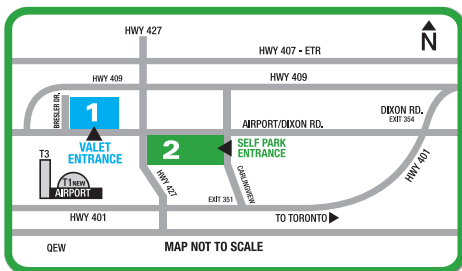 HWY 427
N
HWY 407 - ETR
HWY 409
HWY 409
BRESLER DR.
1
DIXON RD.
EXIT 354
AIRPORT/DIXON RD.
VALET
ENTRANCE
2
SELF PARK
ENTRANCE
T3
T1 NEW
AIRPORT
HWY 427
CARLINGVIEW
HWY 401
EXIT 351
HWY 401
TO TORONTO
QEW
MAP NOT TO SCALE